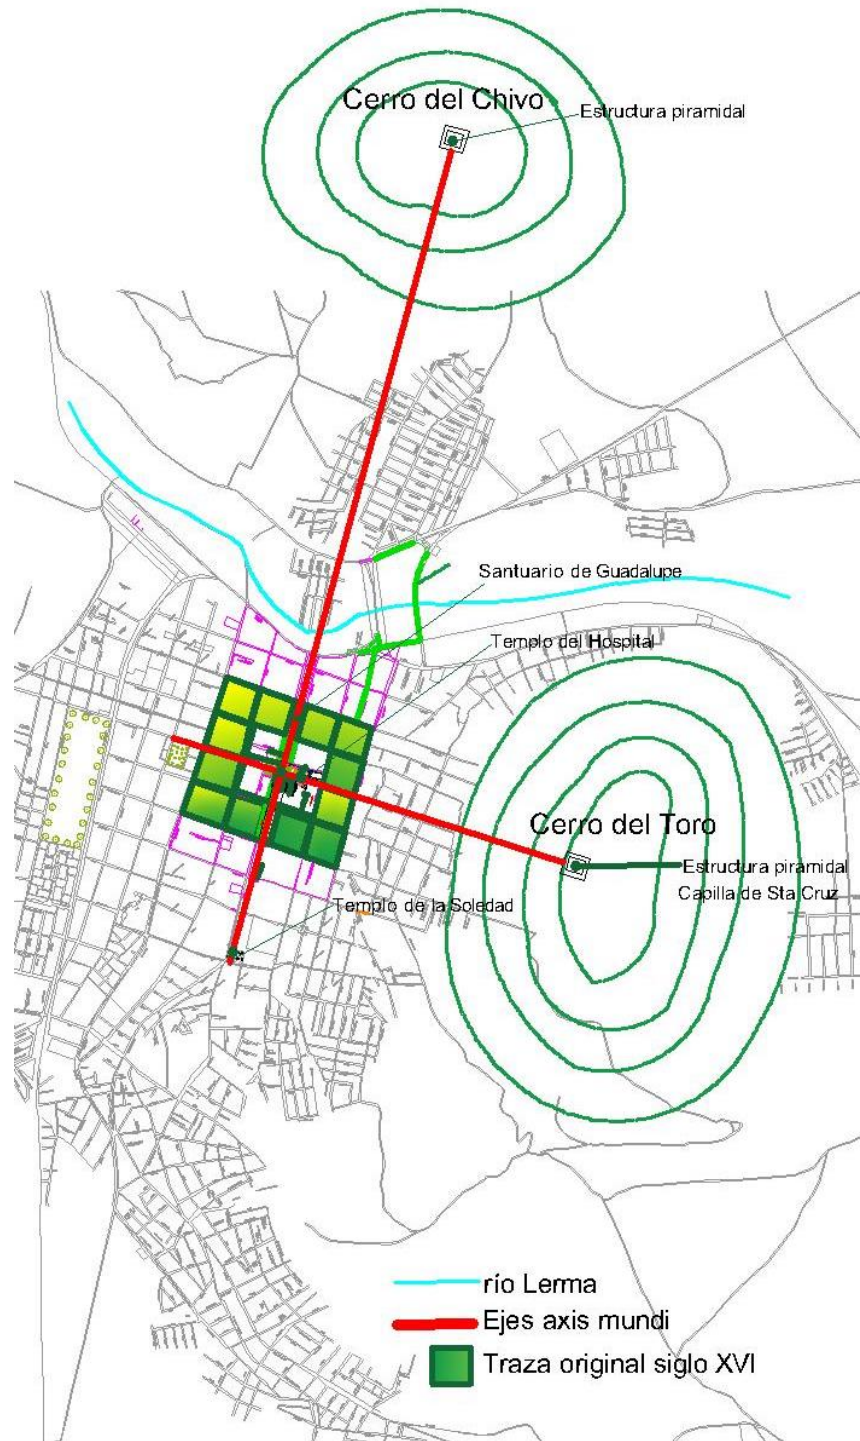 Cerro del Chivo
Estructura piramidal
Santuario de Guadalupe
Templo del Hospital
Cerro del Toro
Estructura piramidal
Capilla de Sta Cruz
Templo de la Soledad
río Lerma
Ejes axis mundi
Traza original siglo XVI